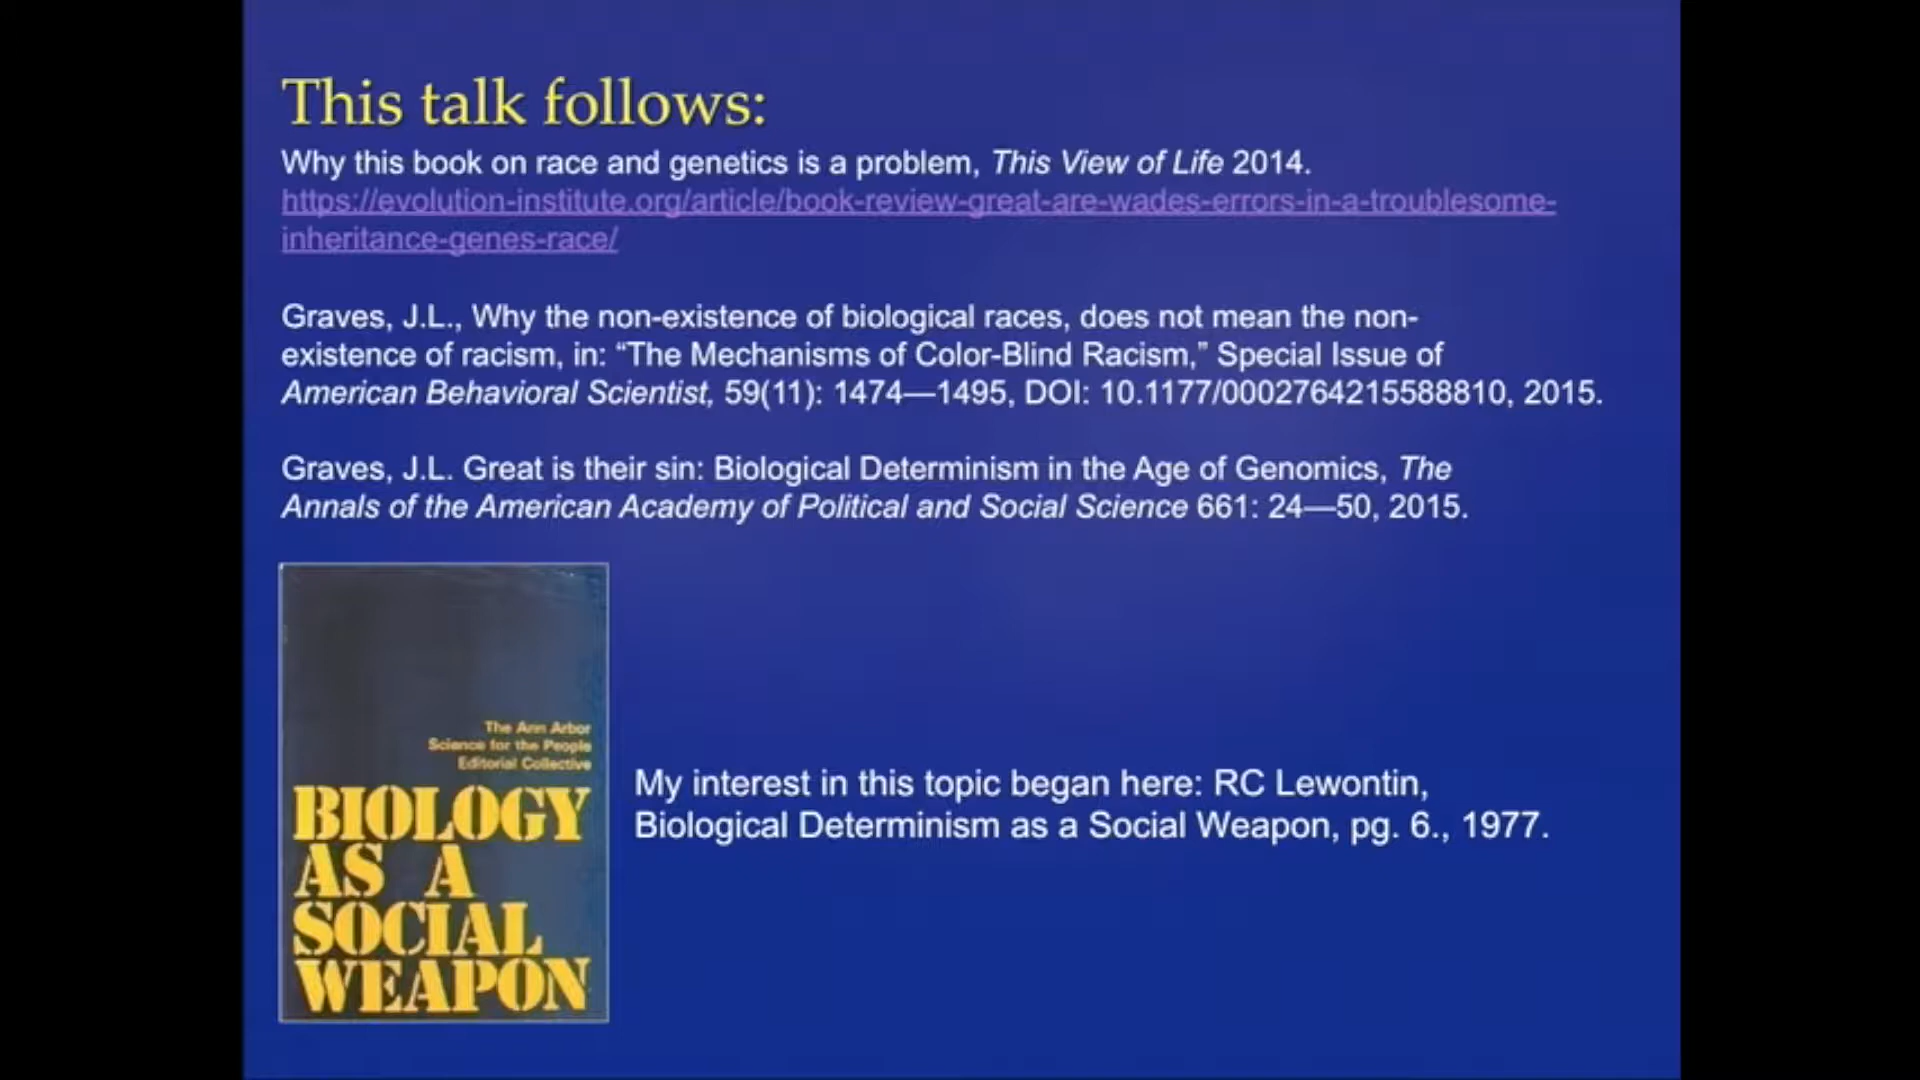 This talk follows:
Why this book on race and genetics is a problem, This View of Life 2014.
https://evolution-institute.org/article/book-review-great-are-wades-errors-in-a-troublesome-
inheritance-genes-race/
Graves, J.L., Why the non-existence of biological races, does not mean the non-
existence of racism, in: “The Mechanisms of Color-Blind Racism,” Special Issue of
American Behavioral Scientist, 59(11): 1474—1495, DOI: 10.1177/0002764215588810, 2015.
Graves, J.L. Great is their sin: Biological Determinism in the Age of Genomics, The
Annals of the American Academy of Political and Social Science 661: 24—50, 2015.
The Ann Arbor
Science for the People
Editorial Collective
BIOLOGY
AS A
SOCIAL
WEAPON
My interest in this topic began here: RC Lewontin,
Biological Determinism as a Social Weapon, pg. 6., 1977.